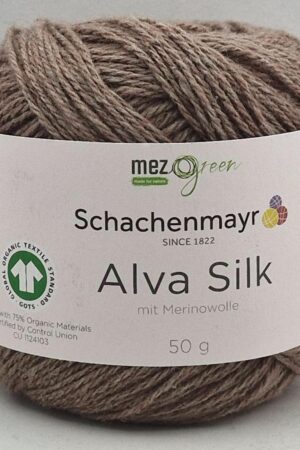 mez green
made for nature
Schachenmayr
SINCE 1822
Alva Silk
mit Merinowolle
50 g
GLOBAL ORGANIC TEXTILE STANDARD
GOTS
with 75% Organic Materials
Certified by Control Union
CU 1124103